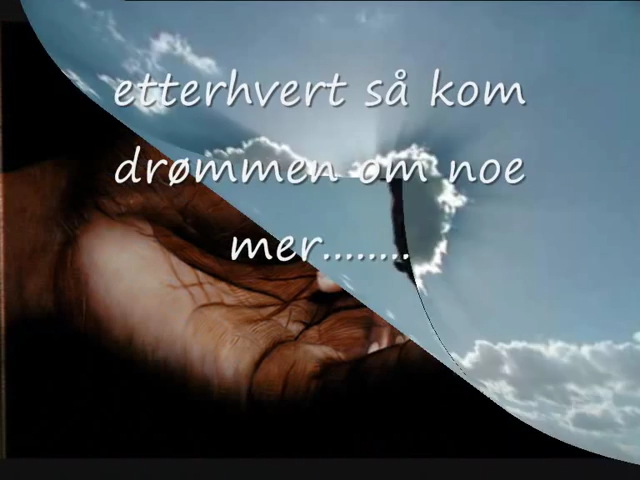 etterhvert så kom
drømmen om noe
mer........